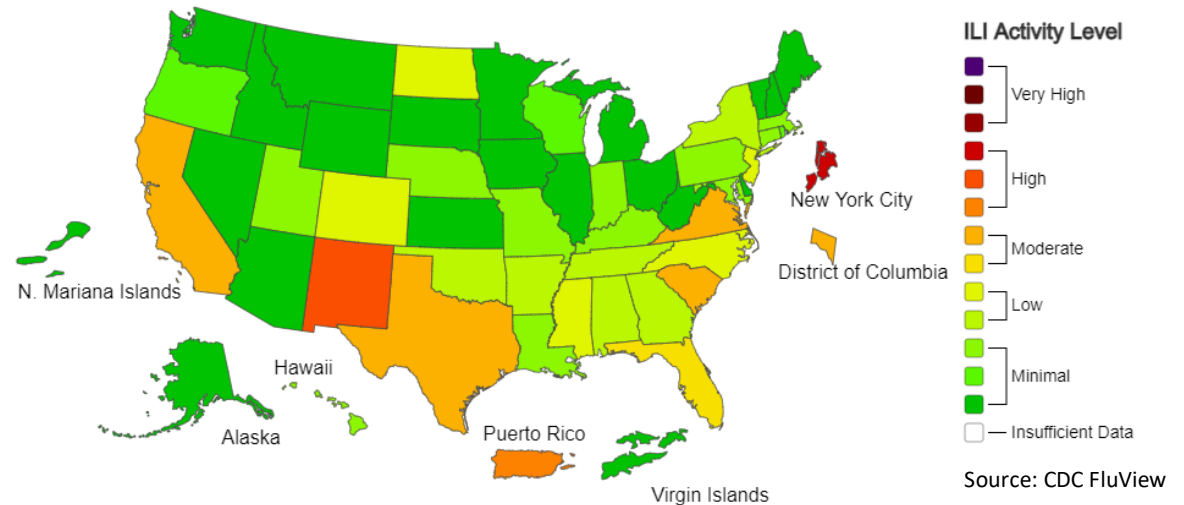 ILI Activity Level
Very High
High
New York City
Moderate
District of Columbia
N. Mariana Islands
Low
Hawaii
Minimal
Alaska
Puerto Rico
Insufficient Data
Source: CDC FluView
Virgin Islands